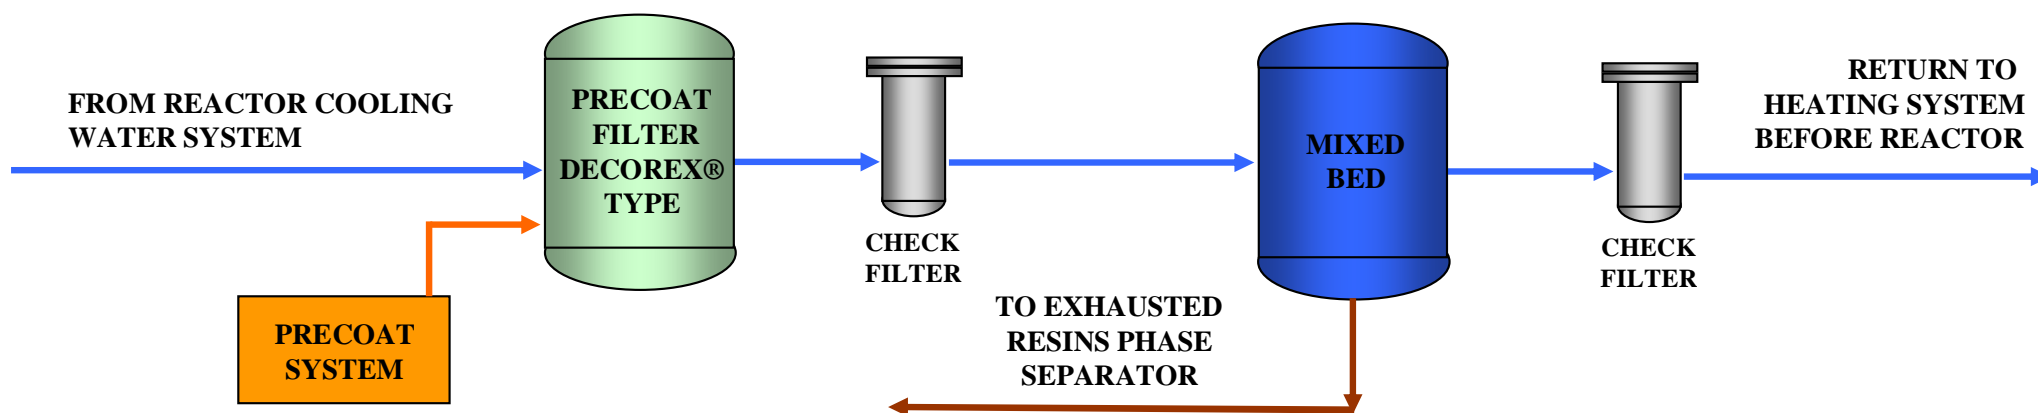 FROM REACTOR COOLING
WATER SYSTEM
PRECOAT
FILTER
DECOREX®
TYPE
PRECOAT
SYSTEM
CHECK
FILTER
MIXED
BED
TO EXHAUSTED
RESINS PHASE
SEPARATOR
CHECK
FILTER
RETURN TO
HEATING SYSTEM
BEFORE REACTOR